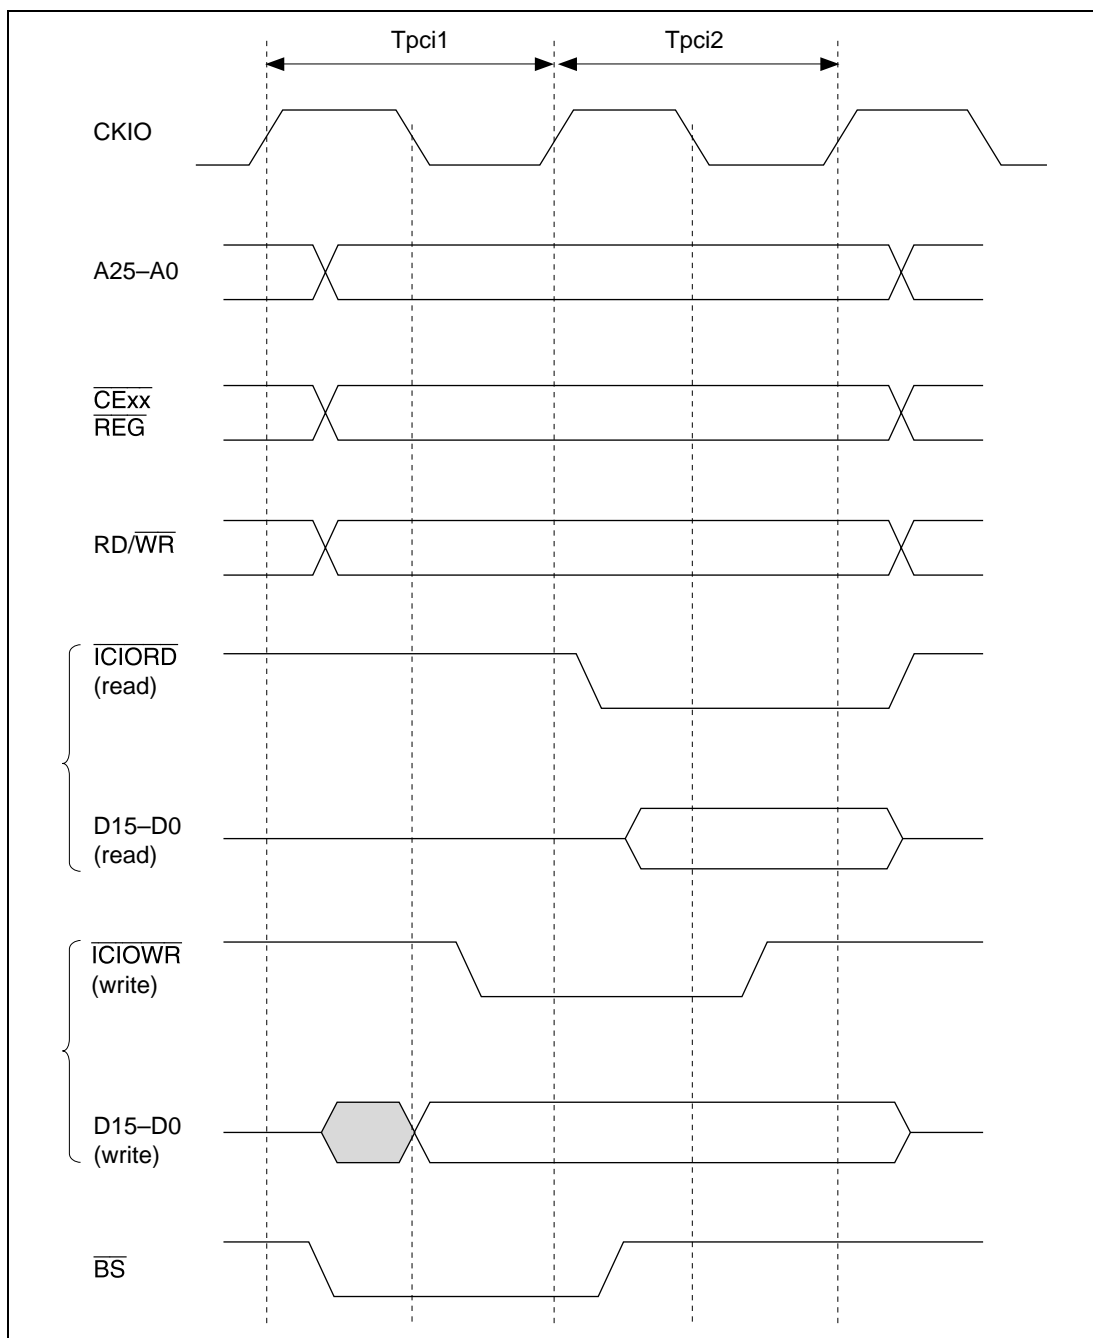 Tpci1 Tpci2
CKIO
A25–A0
CExx
REG
RD/WR
ICIORD
(read)
D15–D0
(read)
ICIOWR
(write)
D15–D0
(write)
BS